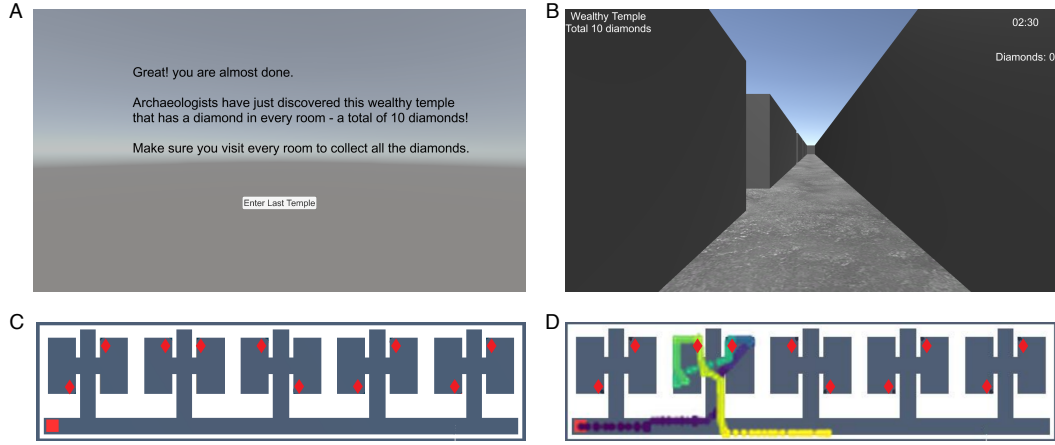 A
Great! you are almost done.
Archaeologists have just discovered this wealthy temple
that has a diamond in every room - a total of 10 diamonds!
Make sure you visit every room to collect all the diamonds.
Enter Last Temple
B
Wealthy Temple
Total 10 diamonds
02:30
Diamonds: 0
C
D